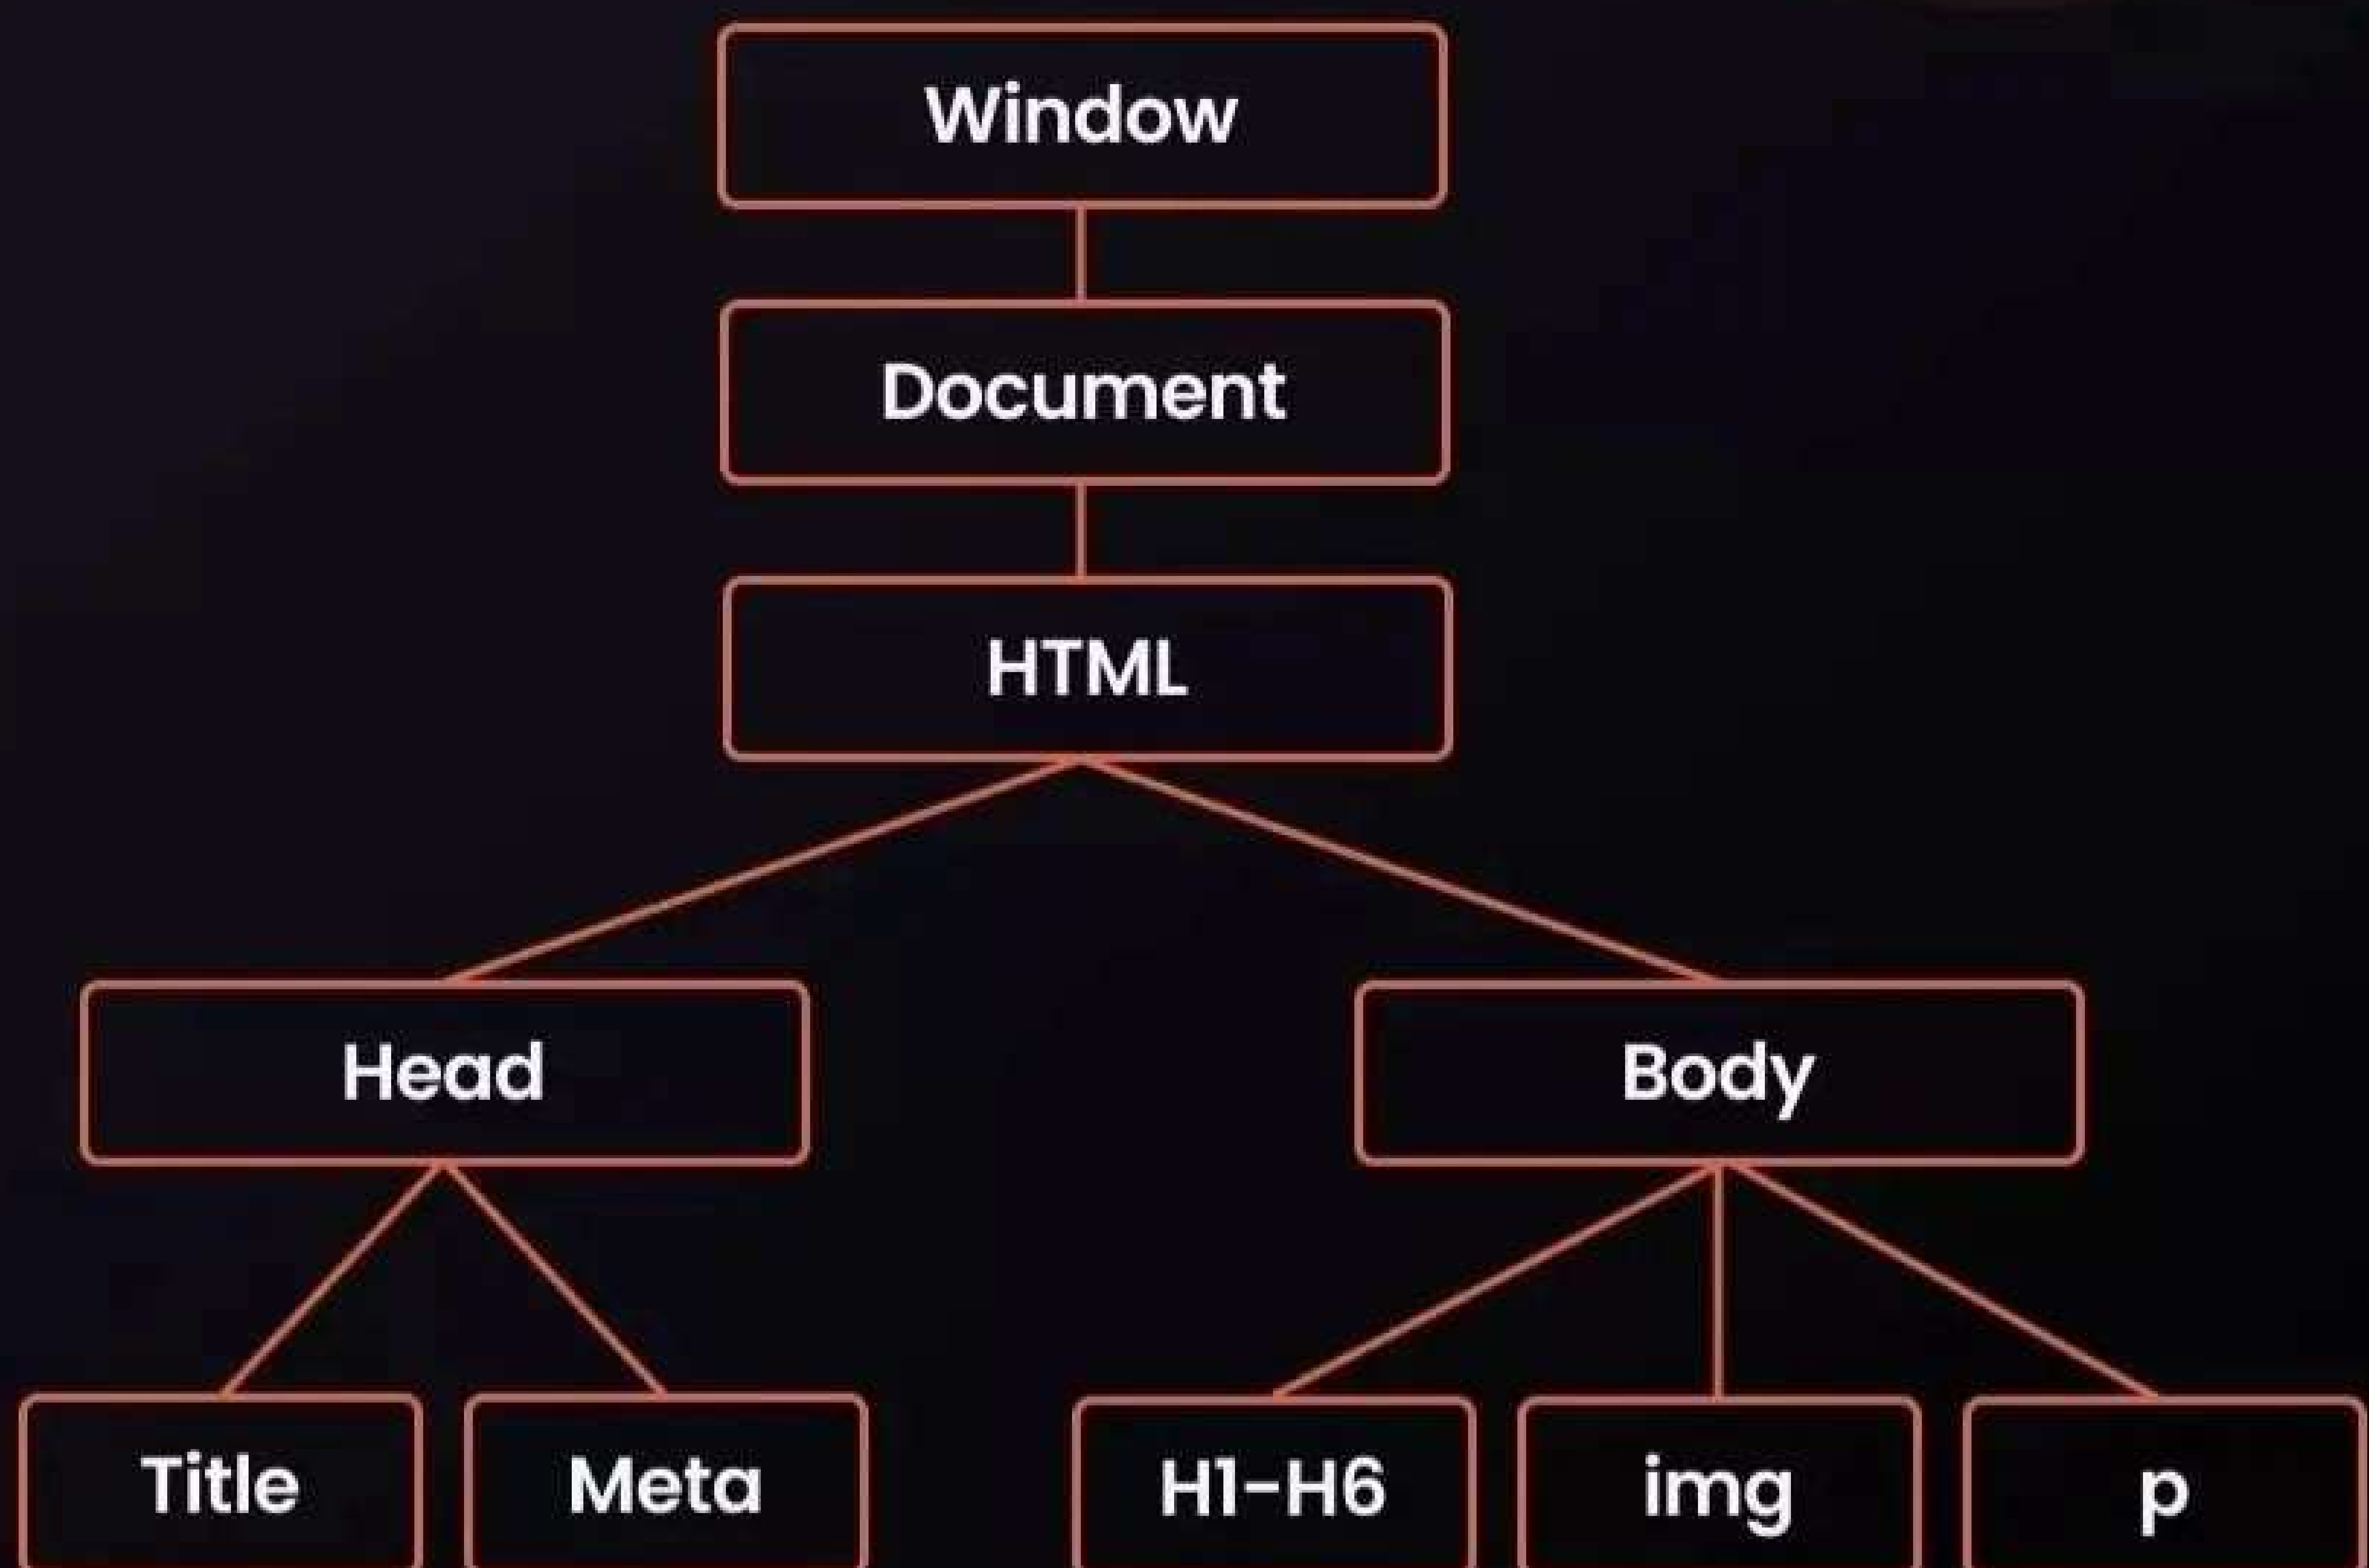 Window
Document
HTML
Head
Body
Title
Meta
H1-H6
img
p